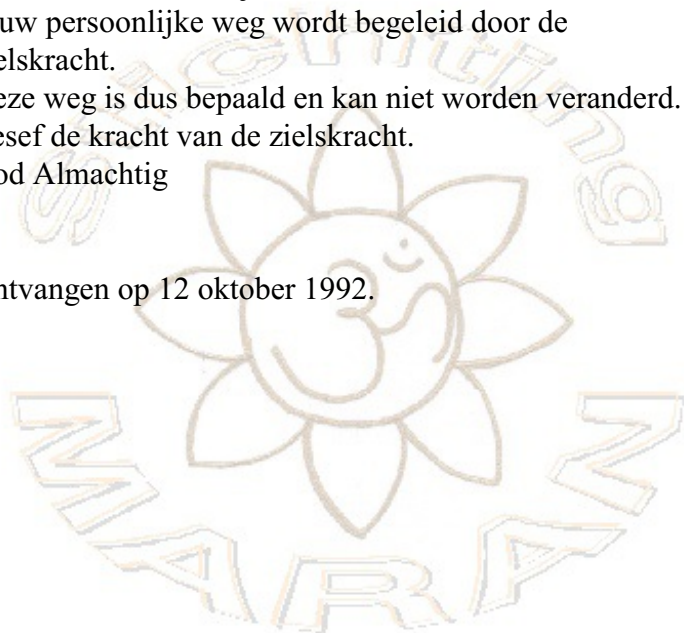 uw persoonlijke weg wordt begeleid door de
elskracht.
eze weg is dus bepaald en kan niet worden veranderd.
esef de kracht van de zielskracht.
od Almachtig
ntvangen op 12 oktober 1992.
Stichting
MARAN